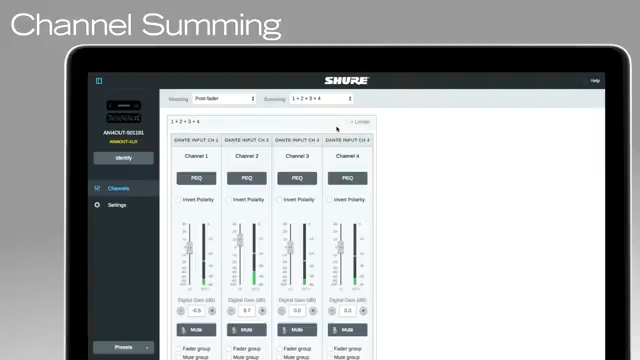 Channel Summing
SHURE
Help
Metering
Post-fader
Summing
1 + 2 + 3 + 4
ANI4OUT-501191
Identify
Channels
Settings
Presets
1 + 2 + 3 + 4
Limiter
DANTE INPUT CH 1
DANTE INPUT CH 2
DANTE INPUT CH 3
DANTE INPUT CH 4
Channel 1
Channel 2
Channel 3
Channel 4
PEQ
PEQ
PEQ
PEQ
Invert Polarity
Invert Polarity
Invert Polarity
Invert Polarity
Digital Gain (dB)
Digital Gain (dB)
Digital Gain (dB)
Digital Gain (dB)
-0.5
9.7
0.0
0.0
Mute
Mute
Mute
Mute
Fader group
Fader group
Fader group
Fader group
Mute group
Mute group
Mute group
Mute group